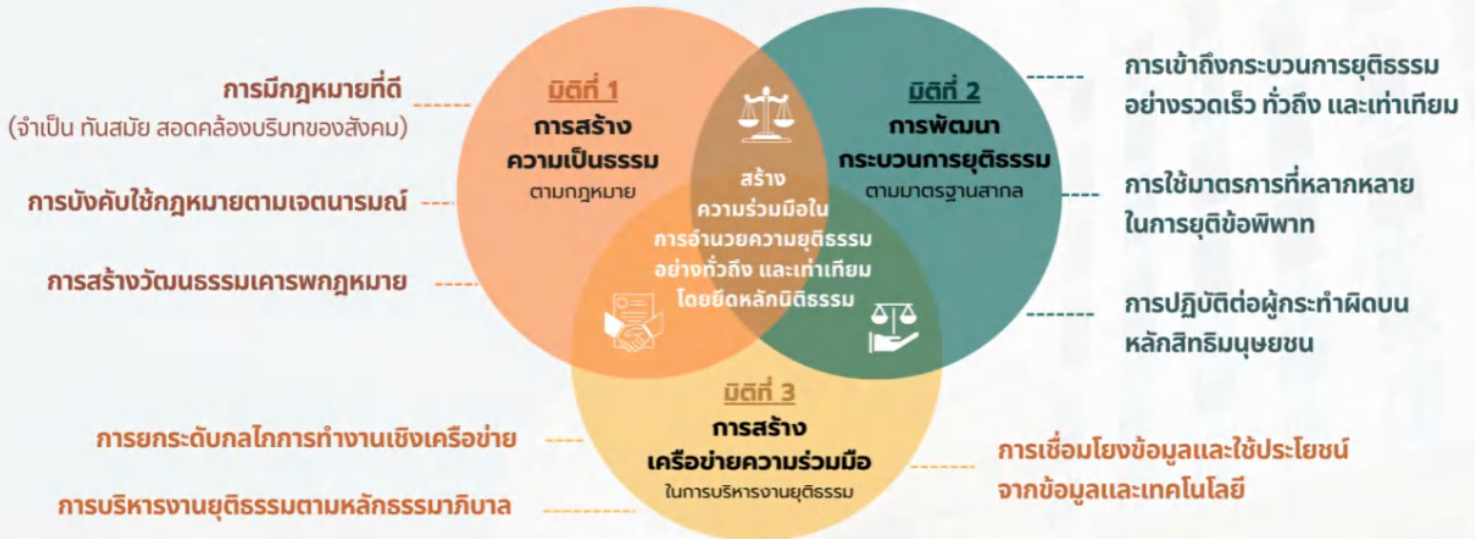 การมีกฎหมายที่ดี
(จำเป็น ทันสมัย สอดคล้องบริบทของสังคม)
การบังคับใช้กฎหมายตามเจตนารมณ์
การสร้างวัฒนธรรมเคารพกฎหมาย
มิติที่ 1
การสร้าง
ความเป็นธรรม
ตามกฎหมาย
สร้าง
ความร่วมมือใน
การอำนวยความยุติธรรม
อย่างทั่วถึง และเท่าเทียม
โดยยึดหลักนิติธรรม
มิติที่ 2
การพัฒนา
กระบวนการยุติธรรม
ตามมาตรฐานสากล
การเข้าถึงกระบวนการยุติธรรม
อย่างรวดเร็ว ทั่วถึง และเท่าเทียม
การใช้มาตรการที่หลากหลาย
ในการยุติข้อพิพาท
การปฏิบัติต่อผู้กระทำผิดบน
หลักสิทธิมนุษยชน
มิติที่ 3
การสร้าง
เครือข่ายความร่วมมือ
ในการบริหารงานยุติธรรม
การยกระดับกลไกการทำงานเชิงเครือข่าย
การบริหารงานยุติธรรมตามหลักธรรมาภิบาล
การเชื่อมโยงข้อมูลและใช้ประโยชน์
จากข้อมูลและเทคโนโลยี